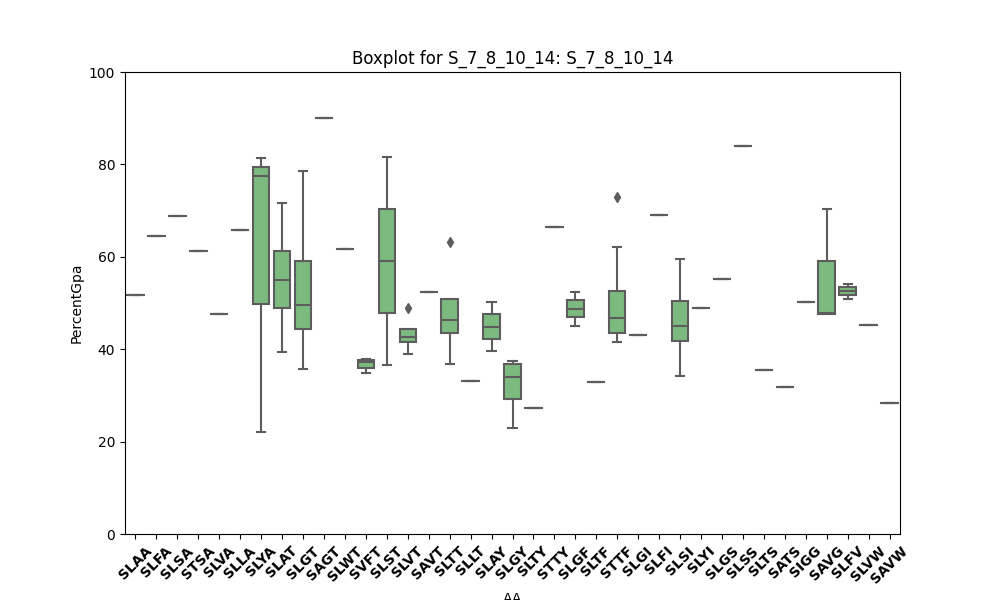 Boxplot for S_7_8_10_14: S_7_8_10_14
100
80
60
40
20
0
PercentGpa
SLAA SLFA SLSA STSA SLVA SLLA SLYA SLAT SLGT SAGT SLWT SVFT SLST SLVT SAVT SLTT SLLT SLAY SLGY SLTY STTY SLGF SLTF STTF SLGI SLFI SLSI SLYI SLGS SLSS SLTS SATS SIGG SAVG SLFV SLVW SAVW
AA